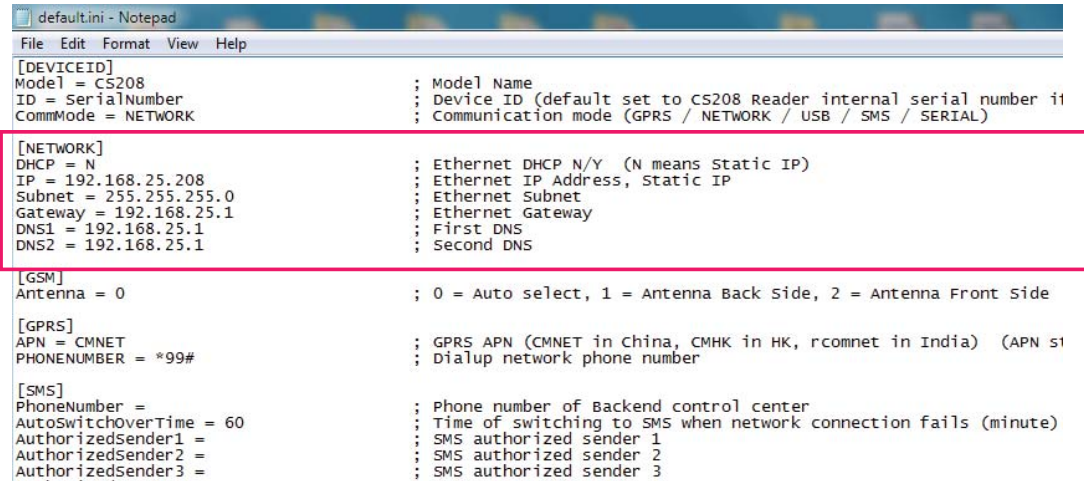 default.ini - Notepad
File Edit Format View Help
[DEVICEID]
Model = CS208 ; Model Name
ID = SerialNumber ; Device ID (default set to CS208 Reader internal serial number if
CommMode = NETWORK ; Communication mode (GPRS / NETWORK / USB / SMS / SERIAL)
[NETWORK]
DHCP = N ; Ethernet DHCP N/Y (N means Static IP)
IP = 192.168.25.208 ; Ethernet IP Address, Static IP
Subnet = 255.255.255.0 ; Ethernet Subnet
Gateway = 192.168.25.1 ; Ethernet Gateway
DNS1 = 192.168.25.1 ; First DNS
DNS2 = 192.168.25.1 ; Second DNS
[GSM]
Antenna = 0 ; 0 = Auto select, 1 = Antenna Back Side, 2 = Antenna Front Side
[GPRS]
APN = CMNET ; GPRS APN (CMNET in China, CMHK in HK, rcomnet in India) (APN
PHONENUMBER = *99# ; Dialup network phone number
[SMS]
PhoneNumber = ; Phone number of Backend control center
AutoSwitchOverTime = 60 ; Time of switching to SMS when network connection fails (minute)
AuthorizedSender1 = ; SMS authorized sender 1
AuthorizedSender2 = ; SMS authorized sender 2
AuthorizedSender3 = ; SMS authorized sender 3